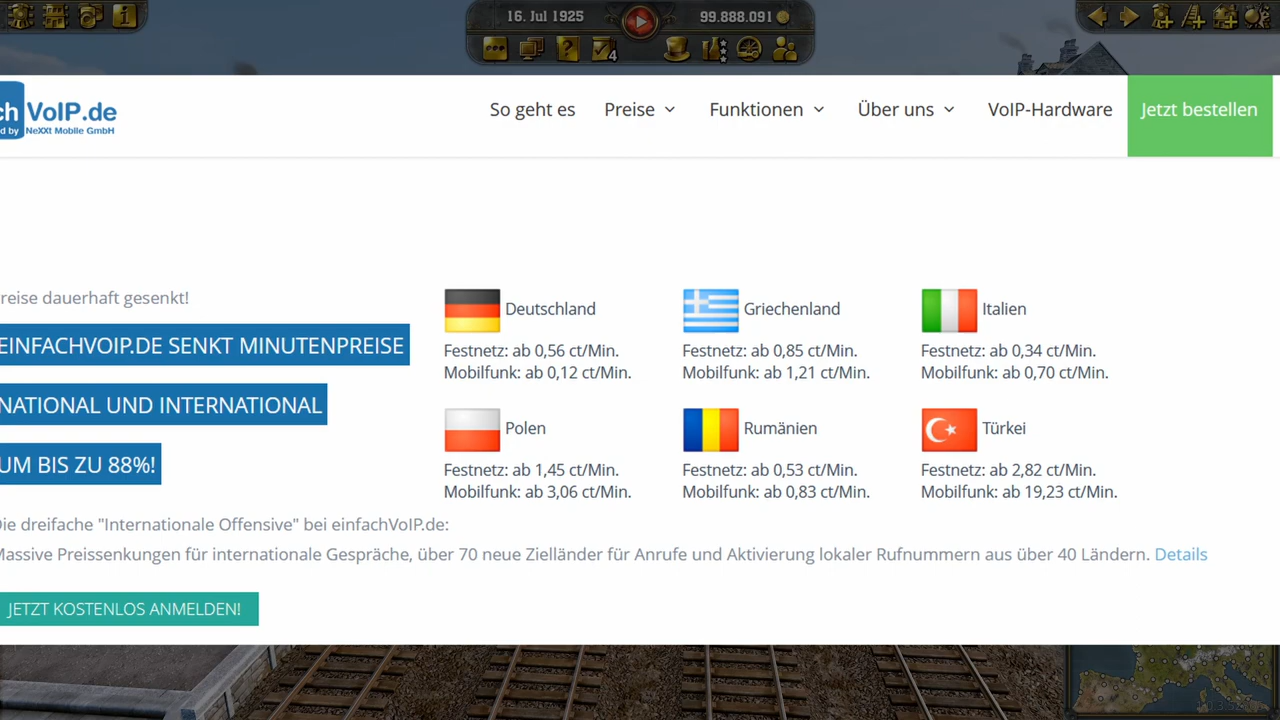 16. Jul 1925
99.888.091
4
ch VoIP.de
d by NeXXt Mobile GmbH
So geht es
Preise
Funktionen
Über uns
VoIP-Hardware
Jetzt bestellen
reise dauerhaft gesenkt!
EINFACHVOIP.DE SENKT MINUTENPREISE
NATIONAL UND INTERNATIONAL
UM BIS ZU 88%!
Deutschland
Festnetz: ab 0,56 ct/Min.
Mobilfunk: ab 0,12 ct/Min.
Griechenland
Festnetz: ab 0,85 ct/Min.
Mobilfunk: ab 1,21 ct/Min.
Italien
Festnetz: ab 0,34 ct/Min.
Mobilfunk: ab 0,70 ct/Min.
Polen
Festnetz: ab 1,45 ct/Min.
Mobilfunk: ab 3,06 ct/Min.
Rumänien
Festnetz: ab 0,53 ct/Min.
Mobilfunk: ab 0,83 ct/Min.
Türkei
Festnetz: ab 2,82 ct/Min.
Mobilfunk: ab 19,23 ct/Min.
Die dreifache "Internationale Offensive" bei einfachVoIP.de:
Massive Preissenkungen für internationale Gespräche, über 70 neue Zielländer für Anrufe und Aktivierung lokaler Rufnummern aus über 40 Ländern. Details
JETZT KOSTENLOS ANMELDEN!